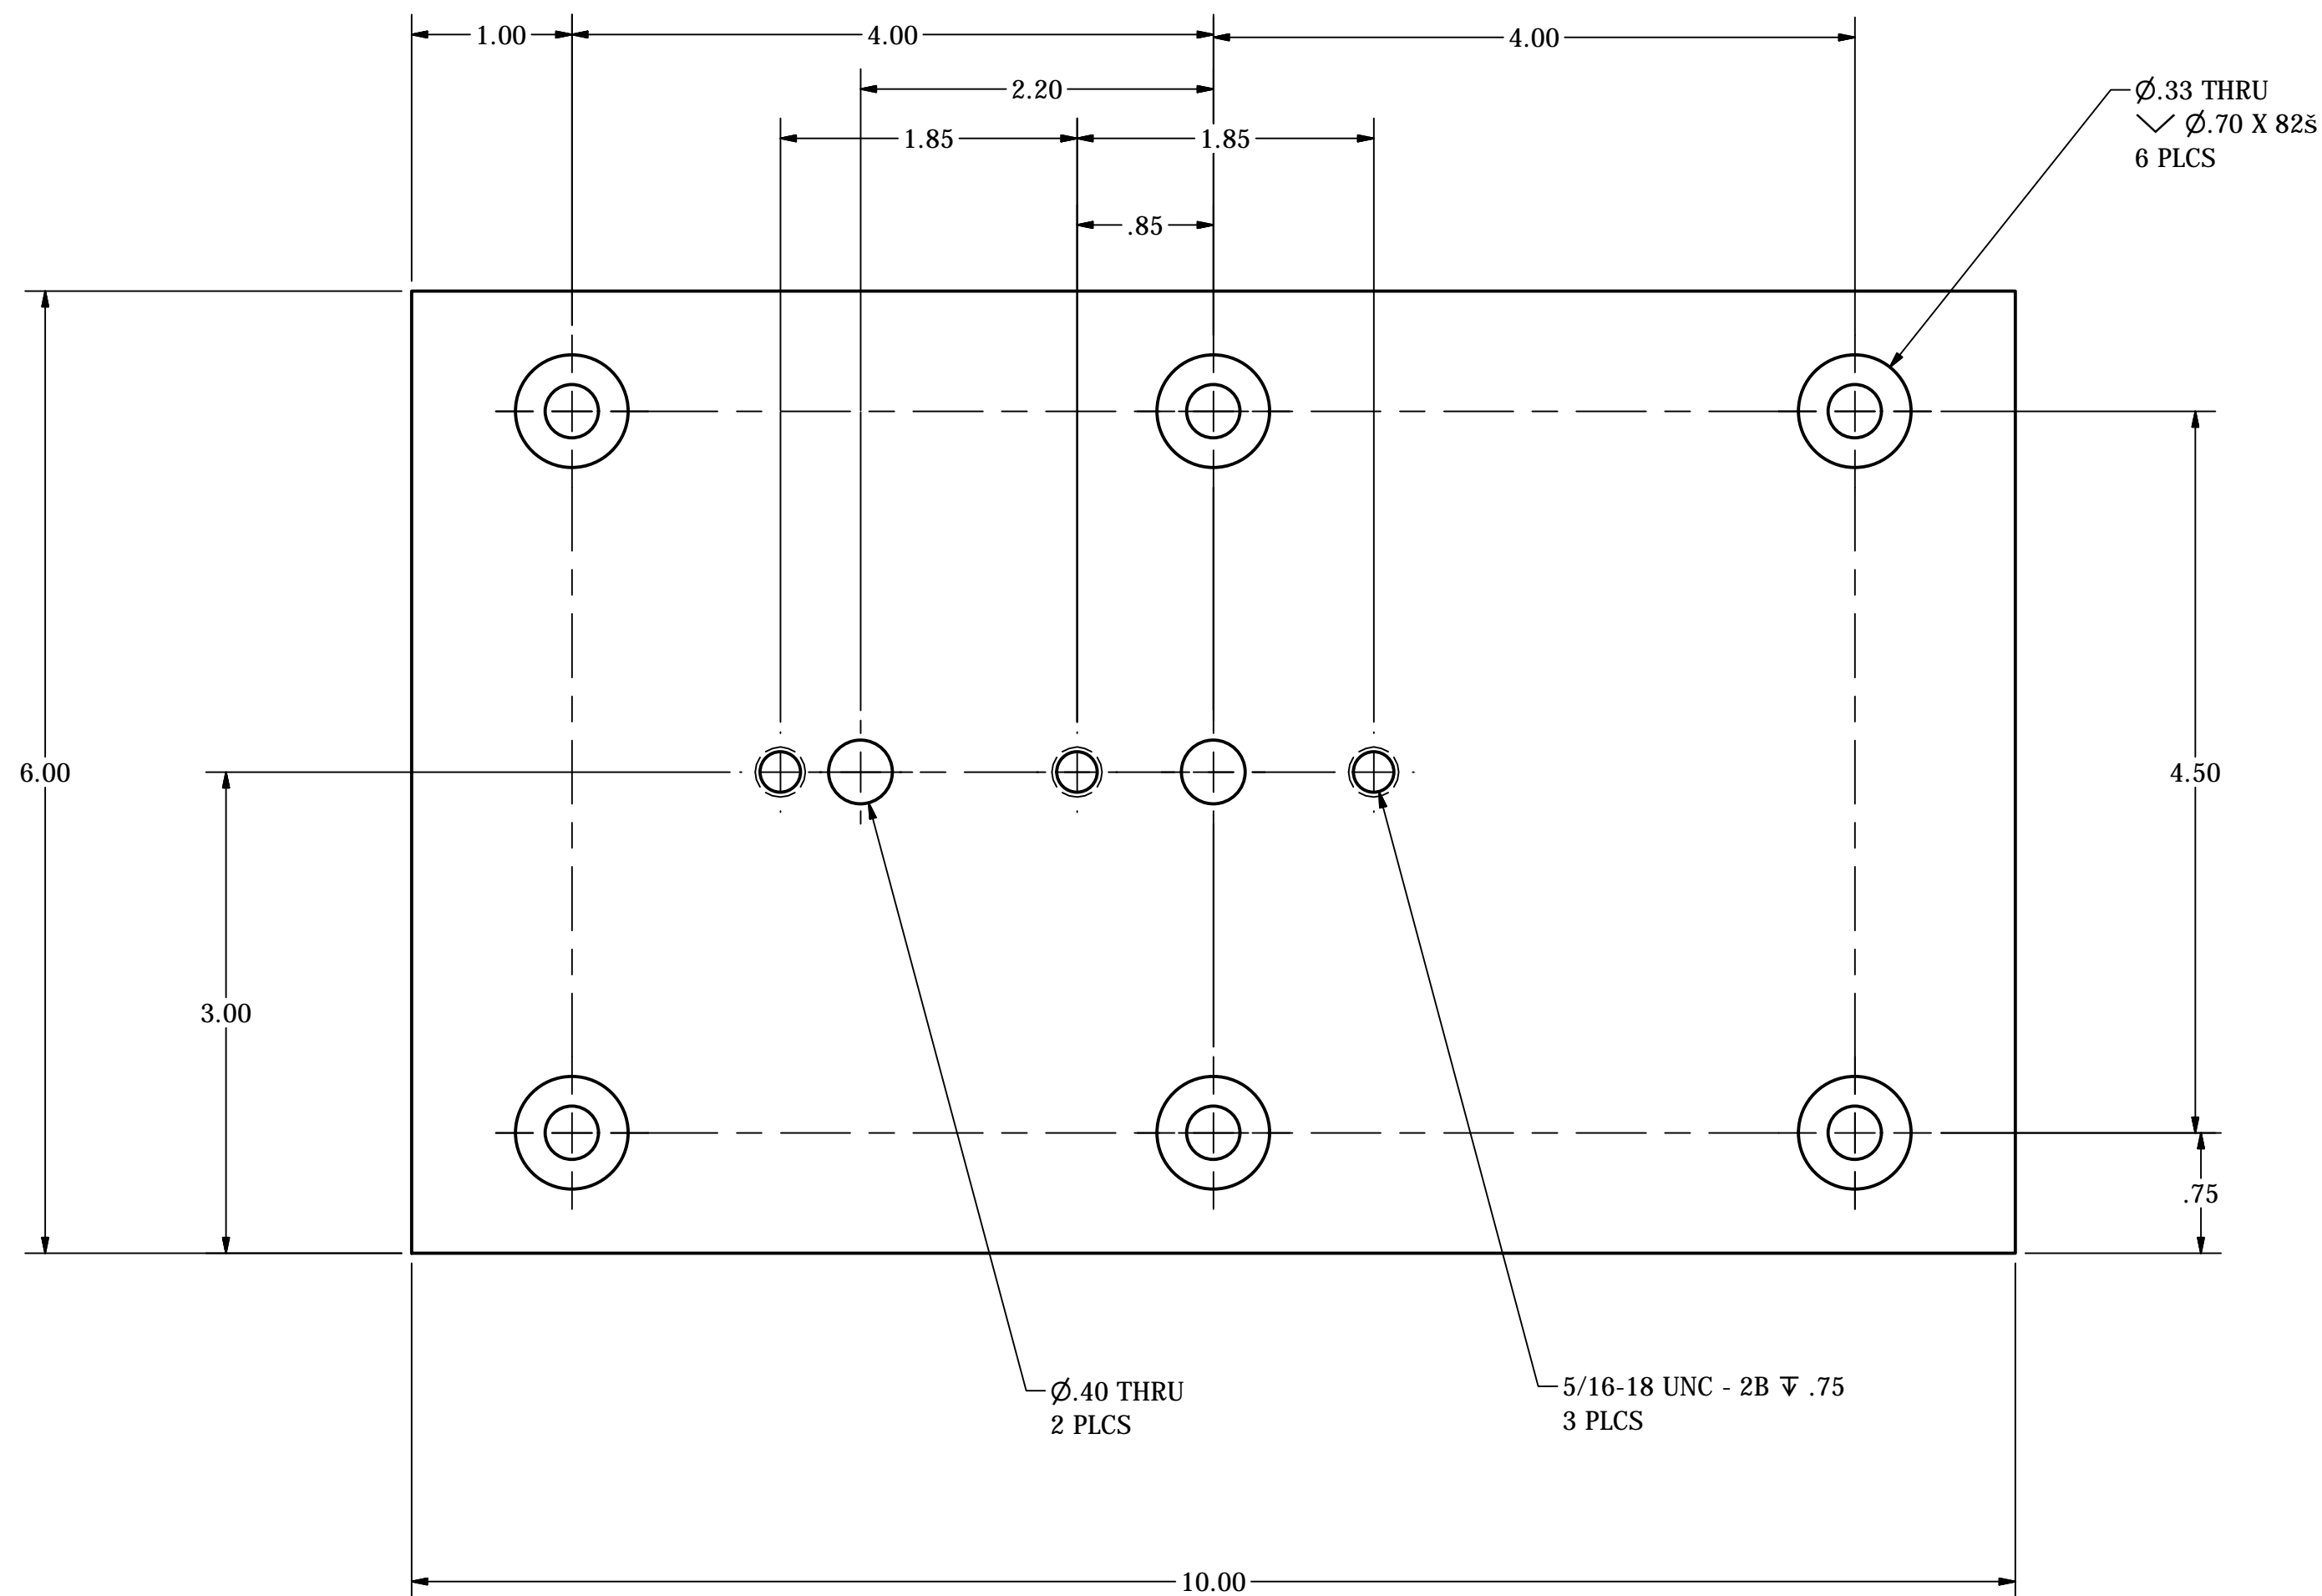 1.00
4.00
4.00
2.20
Ø.33 THRU
⌵ Ø.70 X 82š
6 PLCS
1.85
1.85
.85
6.00
4.50
3.00
.75
Ø.40 THRU
2 PLCS
5/16-18 UNC - 2B ↧ .75
3 PLCS
10.00